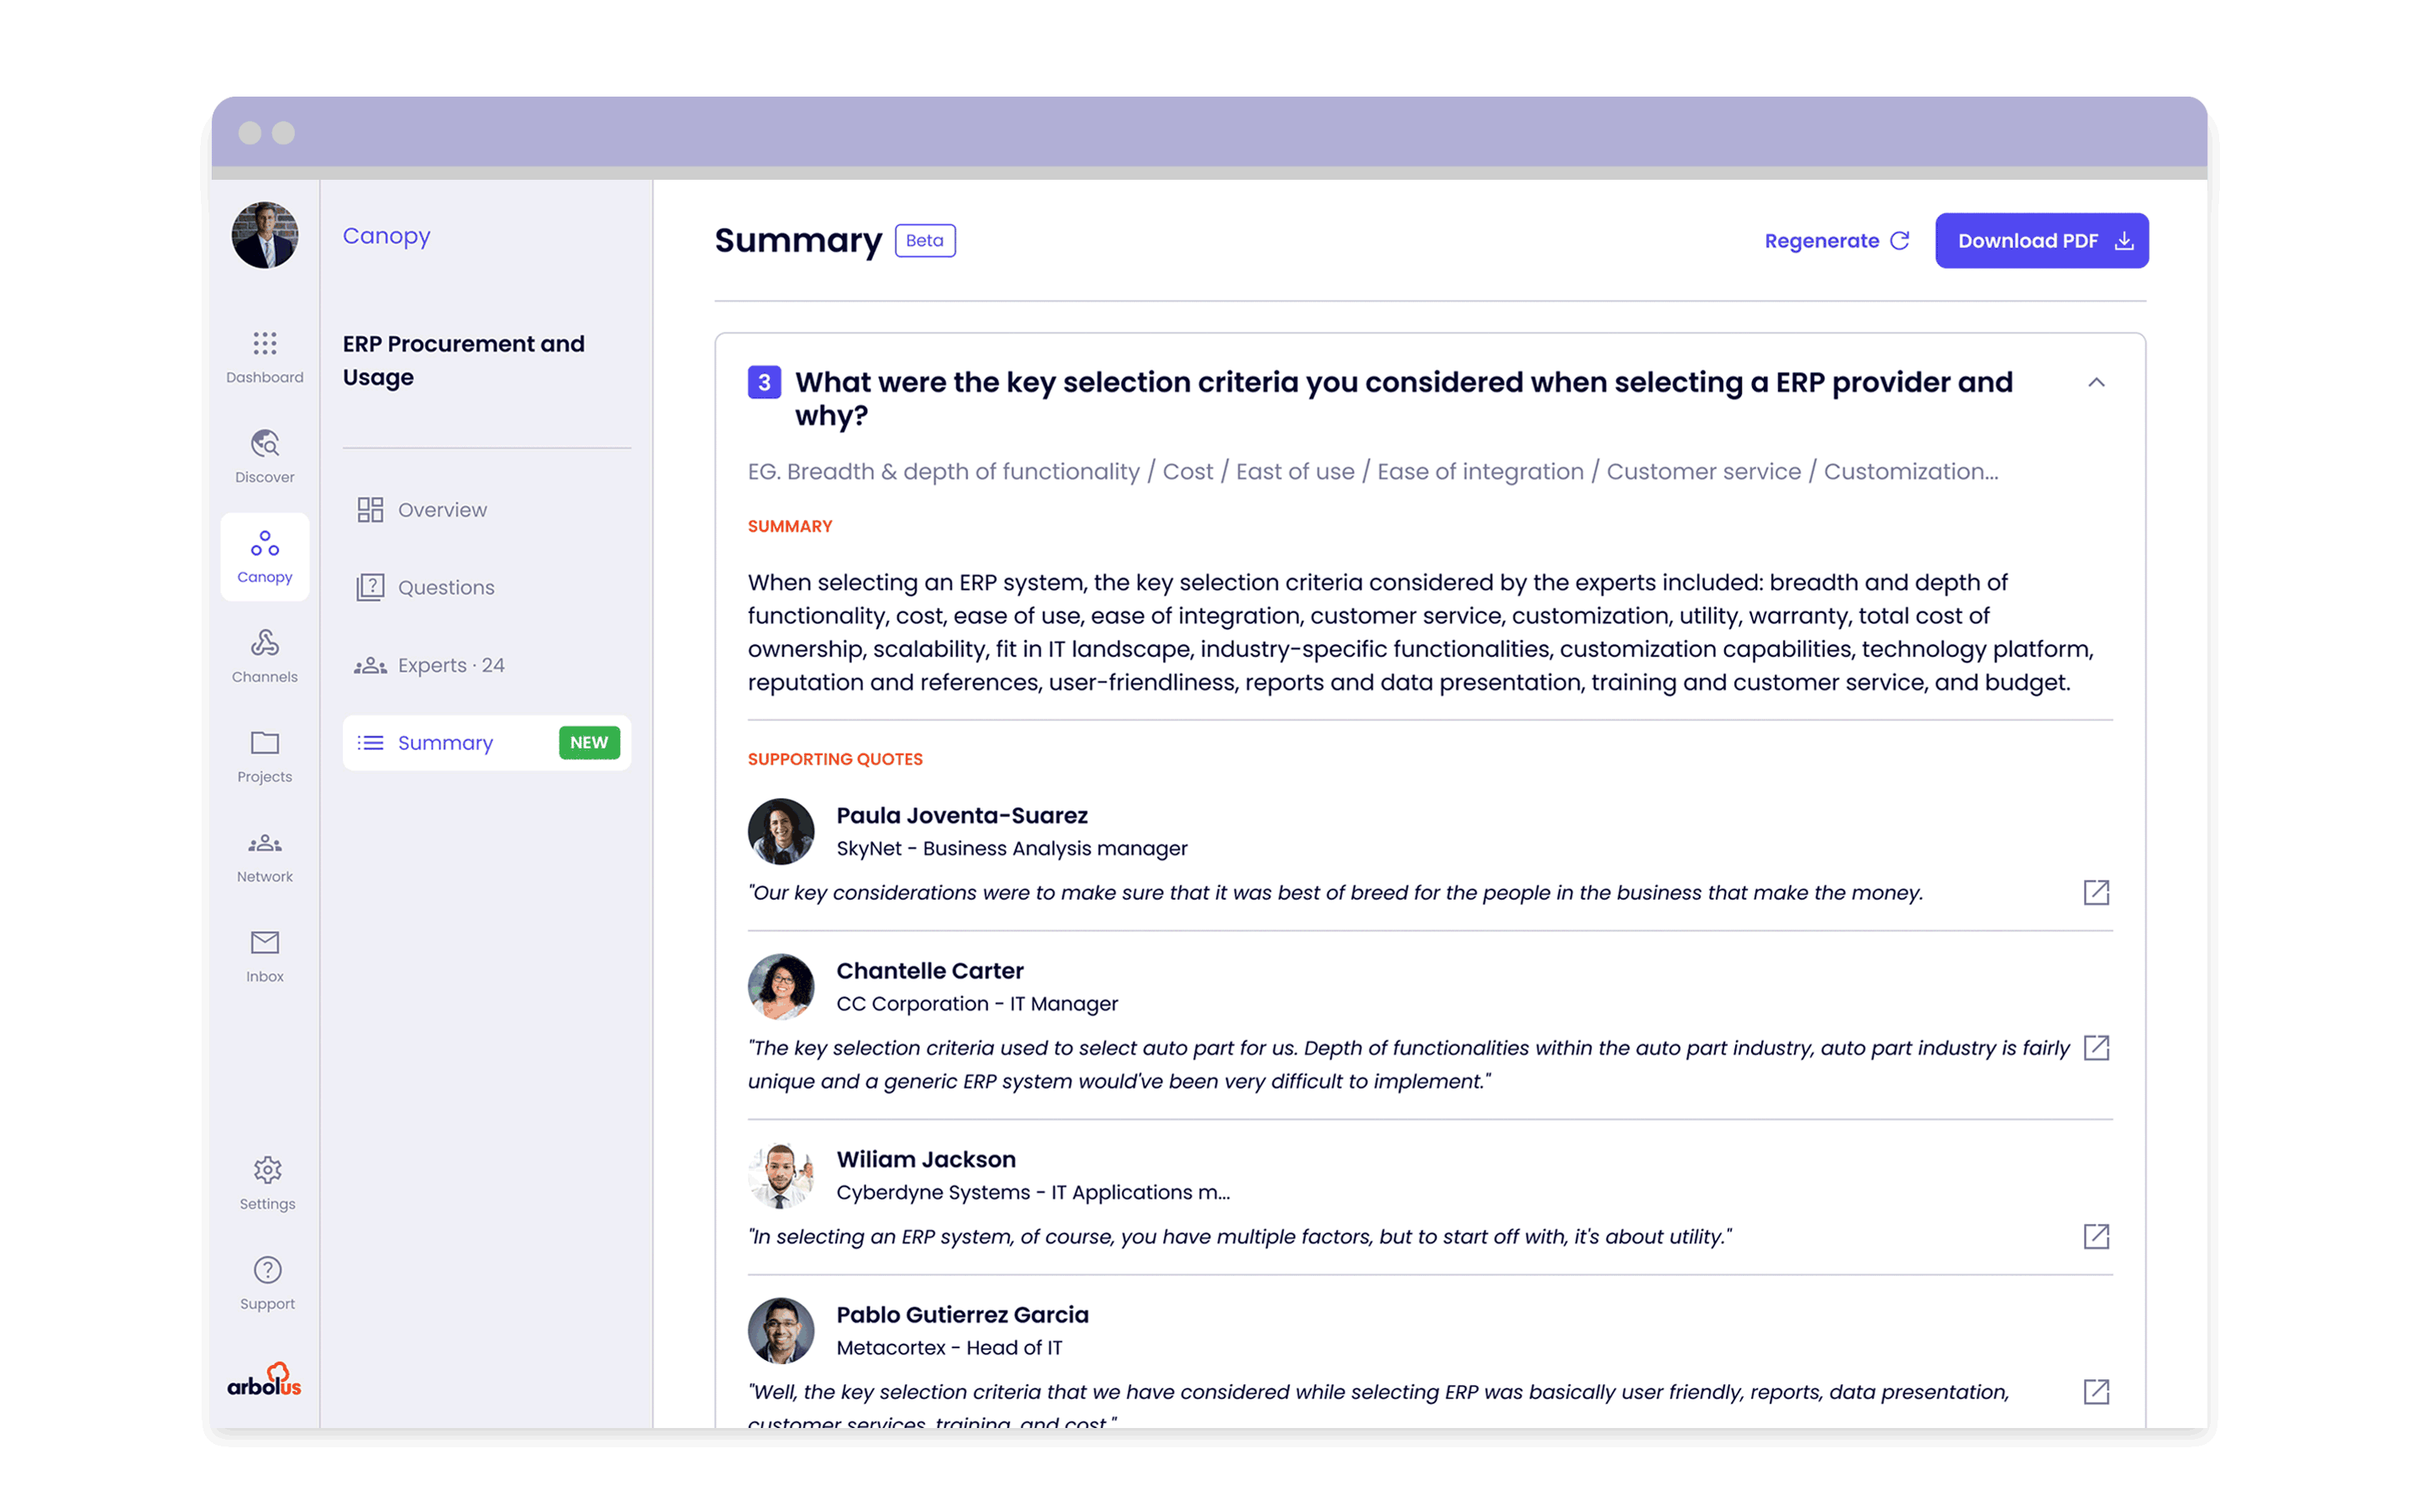 Dashboard
Discover
Canopy
Channels
Projects
Network
Inbox
Settings
Support
arbolus
Canopy
ERP Procurement and
Usage
Overview
Questions
Experts · 24
Summary NEW
Summary Beta
Regenerate
Download PDF
3 What were the key selection criteria you considered when selecting a ERP provider and
why?
EG. Breadth & depth of functionality / Cost / East of use / Ease of integration / Customer service / Customization...
SUMMARY
When selecting an ERP system, the key selection criteria considered by the experts included: breadth and depth of
functionality, cost, ease of use, ease of integration, customer service, customization, utility, warranty, total cost of
ownership, scalability, fit in IT landscape, industry-specific functionalities, customization capabilities, technology platform,
reputation and references, user-friendliness, reports and data presentation, training and customer service, and budget.
SUPPORTING QUOTES
Paula Joventa-Suarez
SkyNet - Business Analysis manager
"Our key considerations were to make sure that it was best of breed for the people in the business that make the money.
Chantelle Carter
CC Corporation - IT Manager
"The key selection criteria used to select auto part for us. Depth of functionalities within the auto part industry, auto part industry is fairly
unique and a generic ERP system would've been very difficult to implement."
Wiliam Jackson
Cyberdyne Systems - IT Applications m...
"In selecting an ERP system, of course, you have multiple factors, but to start off with, it's about utility."
Pablo Gutierrez Garcia
Metacortex - Head of IT
"Well, the key selection criteria that we have considered while selecting ERP was basically user friendly, reports, data presentation,
customer services, training, and cost."